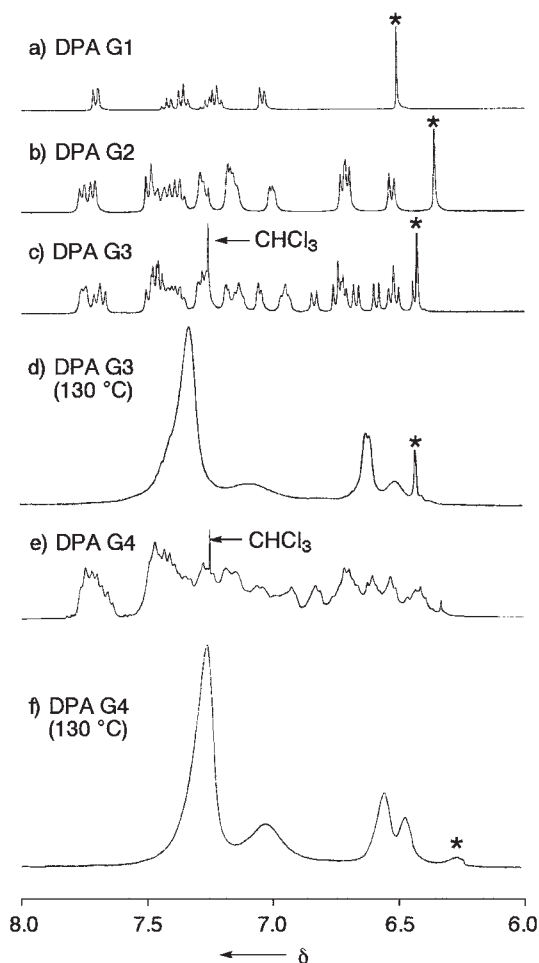 *
a) DPA G1
*
b) DPA G2
*
c) DPA G3
CHCl₃
d) DPA G3
(130 °C)
*
e) DPA G4
CHCl₃
f) DPA G4
(130 °C)
*
8.0 7.5 7.0 6.5 6.0
δ